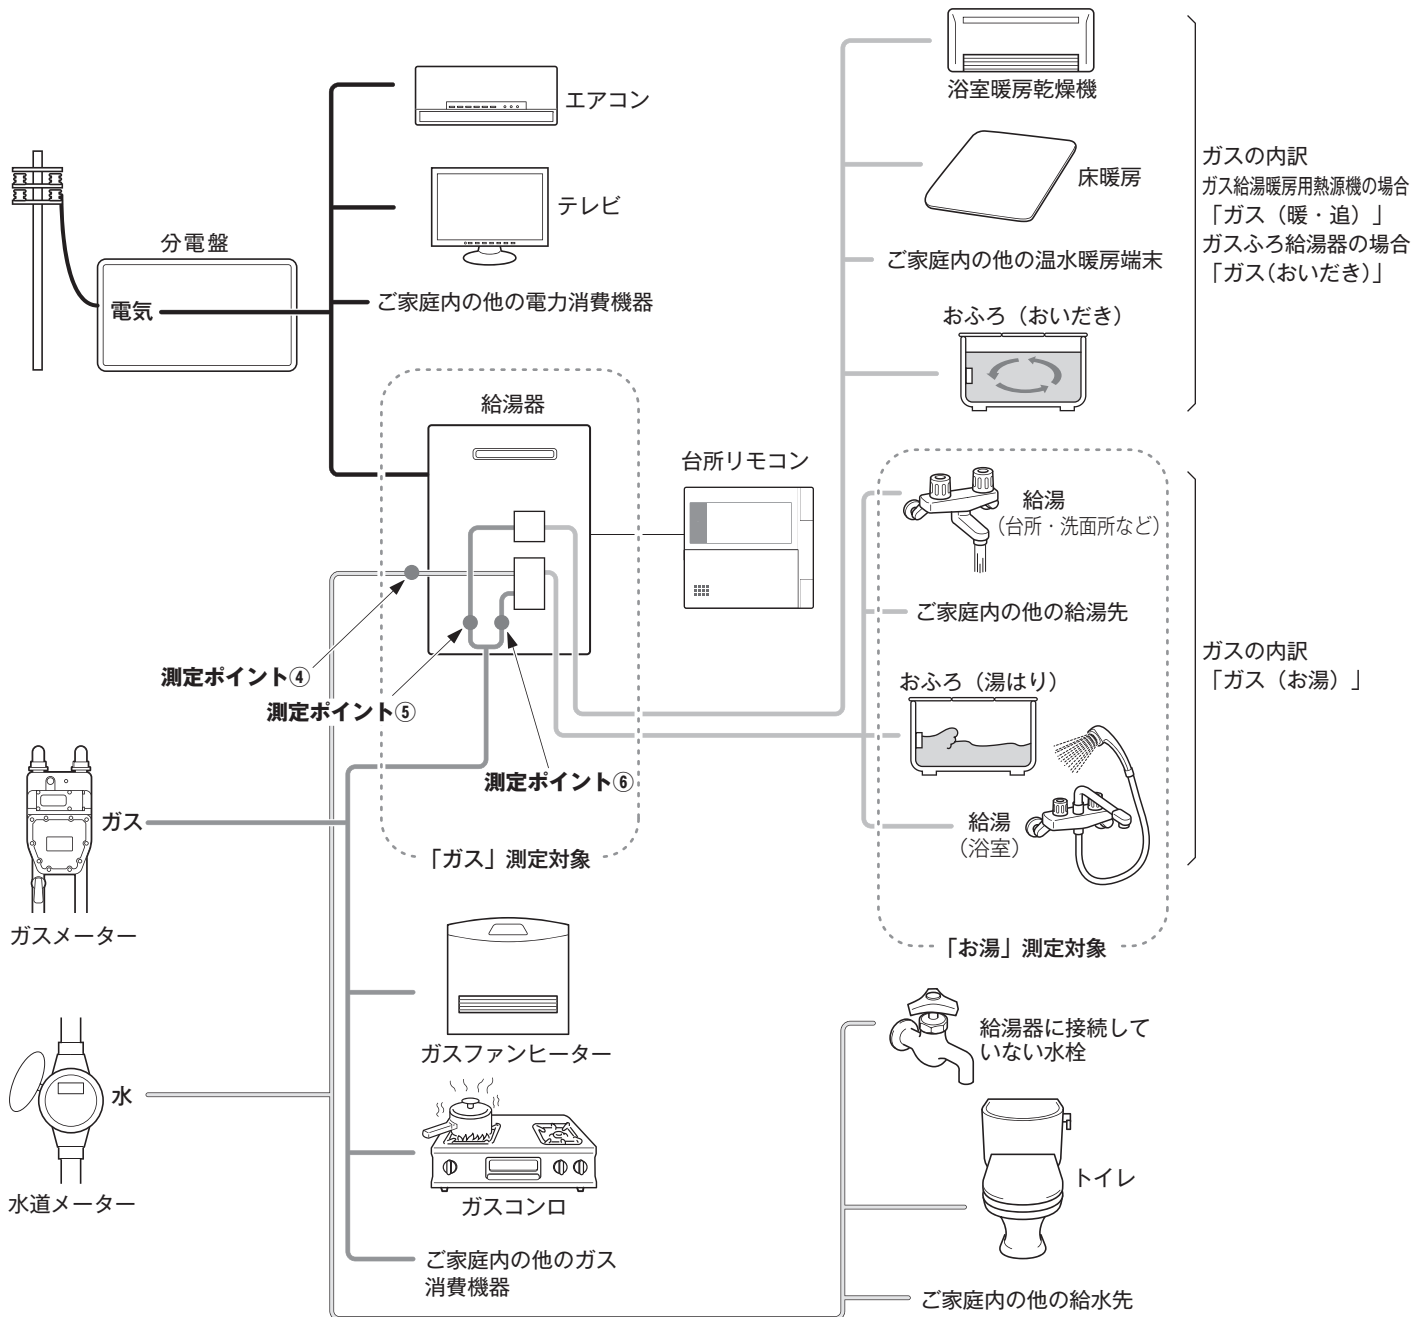 浴室暖房乾燥機
エアコン
ガスの内訳
ガス給湯暖房用熱源機の場合
「ガス（暖・追）」
ガスふろ給湯器の場合
「ガス（おいだき）」
床暖房
テレビ
分電盤
ご家庭内の他の温水暖房端末
電気
ご家庭内の他の電力消費機器
おふろ（おいだき）
給湯器
台所リモコン
給湯
（台所・洗面所など）
ご家庭内の他の給湯先
ガスの内訳
「ガス（お湯）」
測定ポイント④
おふろ（湯はり）
測定ポイント⑤
測定ポイント⑥
ガス
給湯
（浴室）
「ガス」測定対象
ガスメーター
「お湯」測定対象
給湯器に接続して
いない水栓
ガスファンヒーター
水
トイレ
水道メーター
ガスコンロ
ご家庭内の他のガス
消費機器
ご家庭内の他の給水先